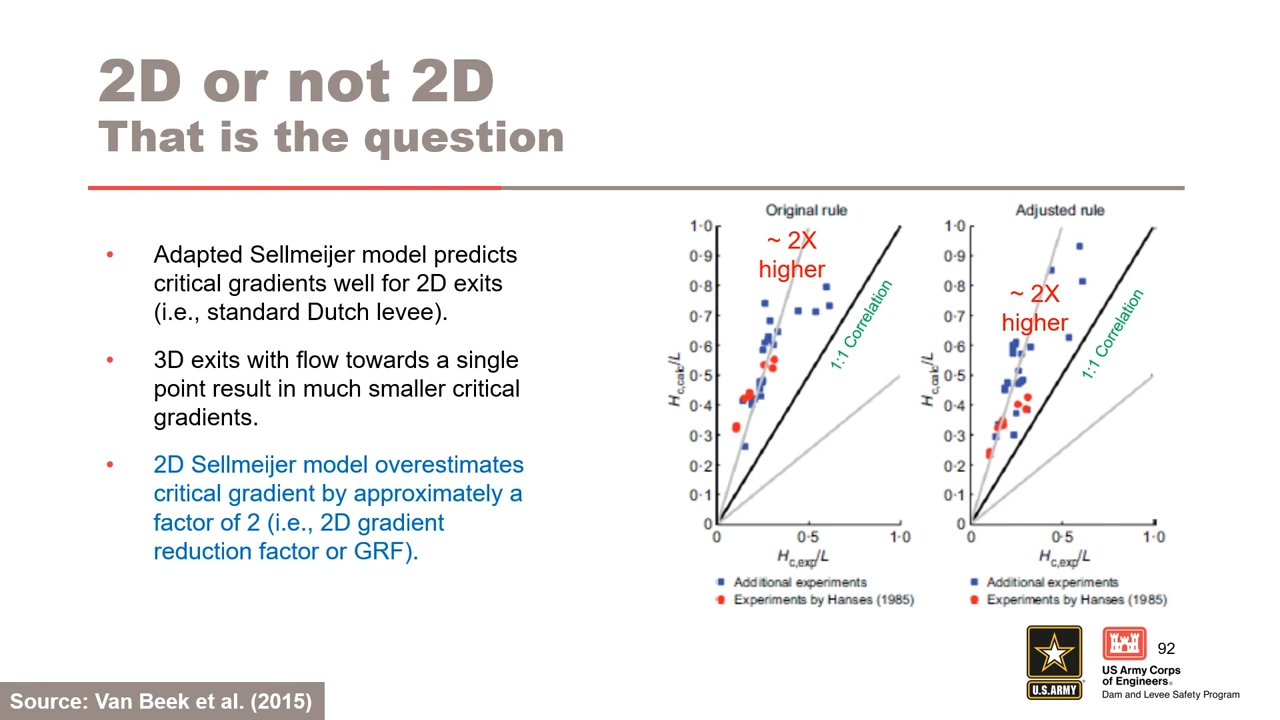 2D or not 2D
That is the question
• Adapted Sellmeijer model predicts
critical gradients well for 2D exits
(i.e., standard Dutch levee).
• 3D exits with flow towards a single
point result in much smaller critical
gradients.
• 2D Sellmeijer model overestimates
critical gradient by approximately a
factor of 2 (i.e., 2D gradient
reduction factor or GRF).
Original rule
1·0
0·9
0·8
0·7
0·6
0·5
0·4
0·3
0·2
0·1
0
Hc,calc/L
~ 2X
higher
1:1 Correlation
0
0·5
1·0
Hc,exp/L
Additional experiments
Experiments by Hanses (1985)
Adjusted rule
1·0
0·9
0·8
0·7
0·6
0·5
0·4
0·3
0·2
0·1
0
Hc,calc/L
~ 2X
higher
1:1 Correlation
0
0·5
1·0
Hc,exp/L
Additional experiments
Experiments by Hanses (1985)
U.S.ARMY
92
US Army Corps
of Engineers®
Dam and Levee Safety Program
Source: Van Beek et al. (2015)